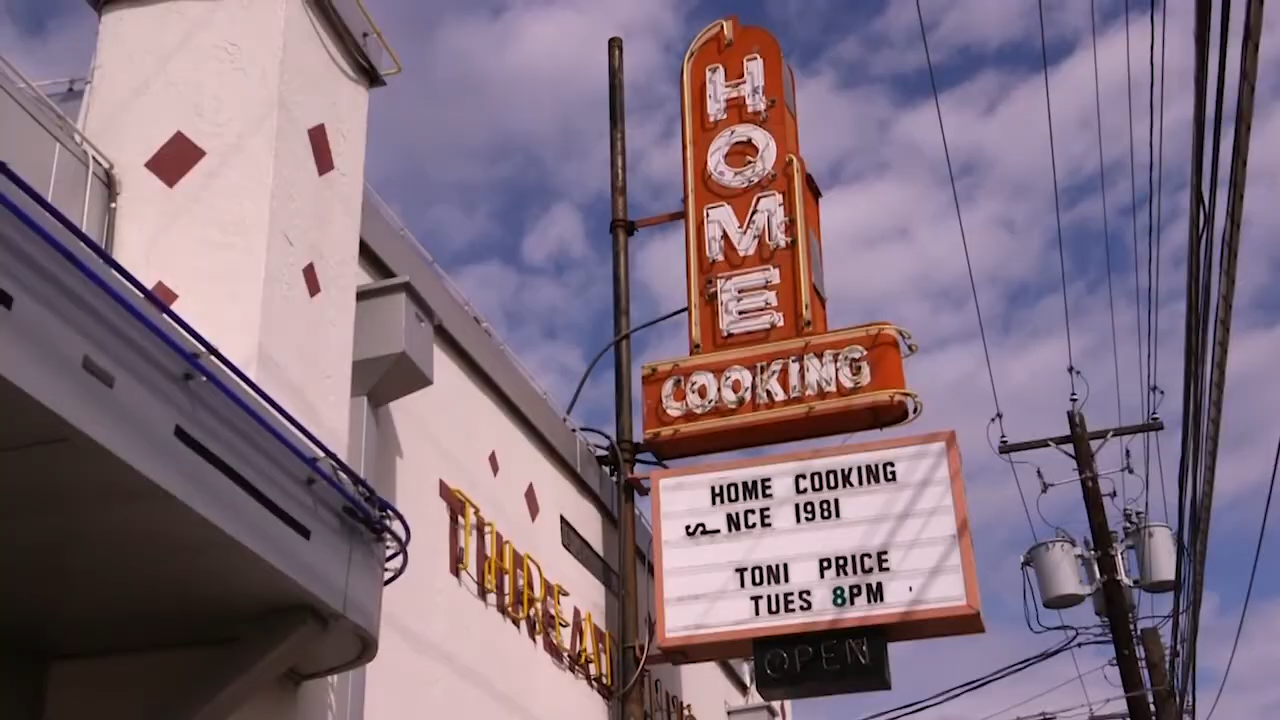 HOME
COOKING
HOME COOKING
S NCE 1981
TONI PRICE
TUES 8PM
OPEN
THREAD